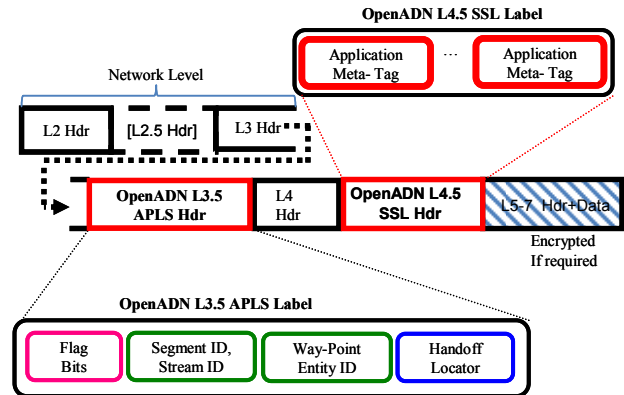 OpenADN L4.5 SSL Label
Application
Meta- Tag
...
Application
Meta- Tag
Network Level
L2 Hdr
[L2.5 Hdr]
L3 Hdr
OpenADN L3.5
APLS Hdr
L4
Hdr
OpenADN L4.5
SSL Hdr
L5-7 Hdr+Data
Encrypted
If required
OpenADN L3.5 APLS Label
Flag
Bits
Segment ID,
Stream ID
Way-Point
Entity ID
Handoff
Locator